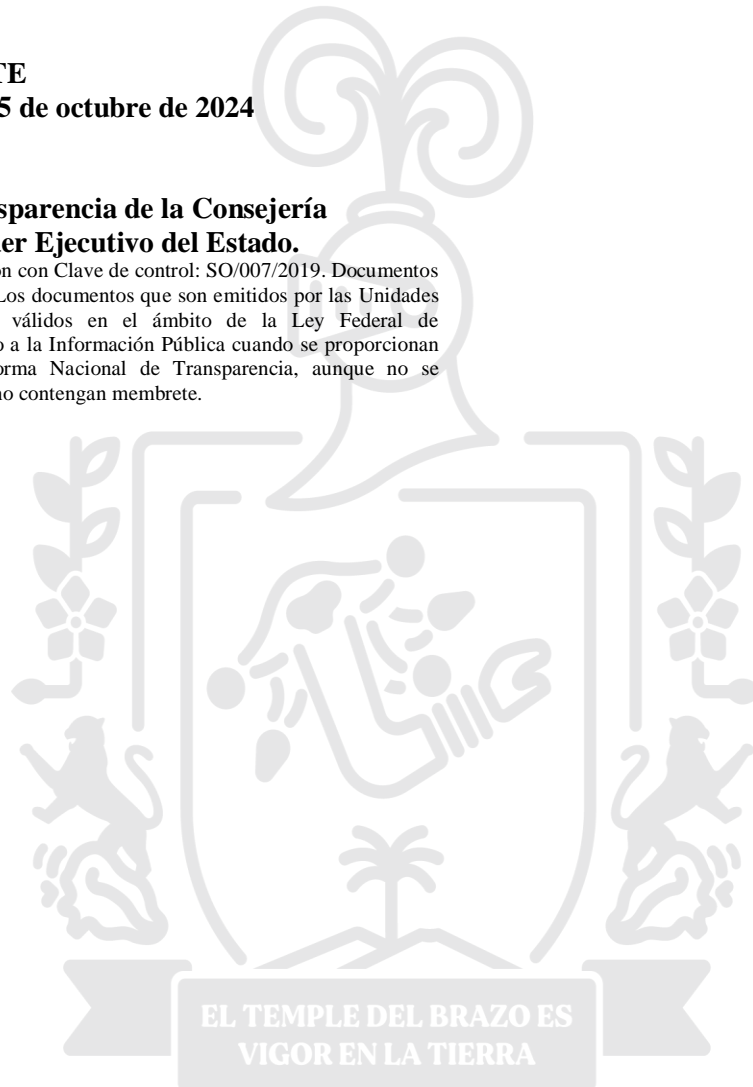 TE
5 de octubre de 2024
sparencia de la Consejería
er Ejecutivo del Estado.
ón con Clave de control: SO/007/2019. Documentos
Los documentos que son emitidos por las Unidades
válidos en el ámbito de la Ley Federal de
o a la Información Pública cuando se proporcionan
orma Nacional de Transparencia, aunque no se
no contengan membrete.
EL TEMPLE DEL BRAZO ES
VIGOR EN LA TIERRA